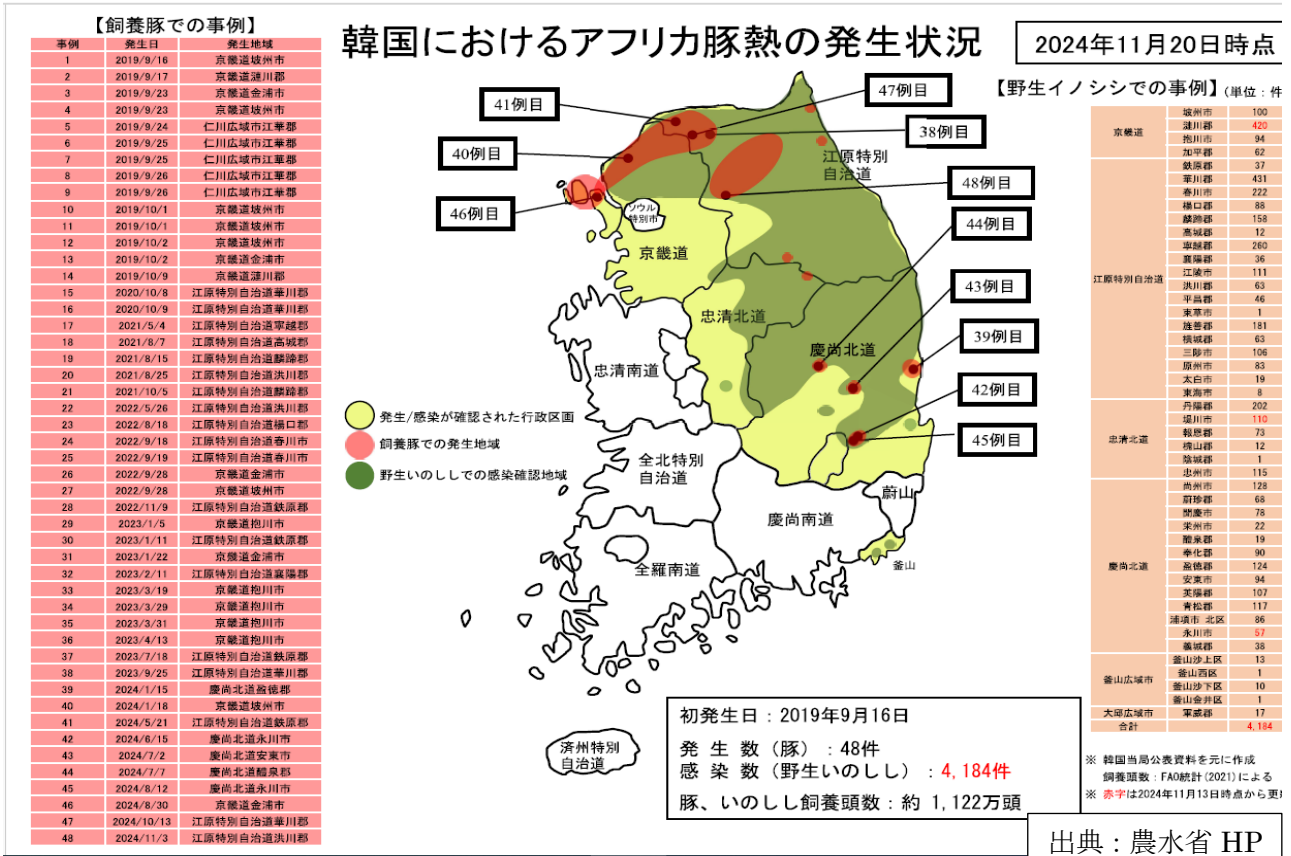 韓国におけるアフリカ豚熱の発生状況
2024年11月20日時点
【飼養豚での事例】
事例 発生日 発生地域
1 2019/9/16 京畿道坡州市
2 2019/9/17 京畿道漣川郡
3 2019/9/23 京畿道金浦市
4 2019/9/23 京畿道坡州市
5 2019/9/24 仁川広域市江華郡
6 2019/9/25 仁川広域市江華郡
7 2019/9/25 仁川広域市江華郡
8 2019/9/26 仁川広域市江華郡
9 2019/9/26 仁川広域市江華郡
10 2019/10/1 京畿道坡州市
11 2019/10/1 京畿道坡州市
12 2019/10/2 京畿道坡州市
13 2019/10/2 京畿道金浦市
14 2019/10/9 京畿道漣川郡
15 2020/10/8 江原特別自治道華川郡
16 2020/10/9 江原特別自治道華川郡
17 2021/5/4 江原特別自治道寧越郡
18 2021/8/7 江原特別自治道高城郡
19 2021/8/15 江原特別自治道麟蹄郡
20 2021/8/25 江原特別自治道洪川郡
21 2021/10/5 江原特別自治道麟蹄郡
22 2022/5/26 江原特別自治道洪川郡
23 2022/8/18 江原特別自治道楊口郡
24 2022/9/18 江原特別自治道春川市
25 2022/9/19 江原特別自治道春川市
26 2022/9/28 京畿道金浦市
27 2022/9/28 京畿道坡州市
28 2022/11/9 江原特別自治道鉄原郡
29 2023/1/5 京畿道抱川市
30 2023/1/11 江原特別自治道鉄原郡
31 2023/1/22 京畿道金浦市
32 2023/2/11 江原特別自治道襄陽郡
33 2023/3/19 京畿道抱川市
34 2023/3/29 京畿道抱川市
35 2023/3/31 京畿道抱川市
36 2023/4/13 京畿道抱川市
37 2023/7/18 江原特別自治道鉄原郡
38 2023/9/25 江原特別自治道華川郡
39 2024/1/15 慶尚北道盈徳郡
40 2024/1/18 京畿道坡州市
41 2024/5/21 江原特別自治道鉄原郡
42 2024/6/15 慶尚北道永川市
43 2024/7/2 慶尚北道安東市
44 2024/7/7 慶尚北道醴泉郡
45 2024/8/12 慶尚北道永川市
46 2024/8/30 京畿道金浦市
47 2024/10/13 江原特別自治道華川郡
48 2024/11/3 江原特別自治道洪川郡
41例目
47例目
38例目
40例目
48例目
46例目
44例目
43例目
39例目
42例目
45例目
江原特別
自治道
ソウル
特別市
京畿道
忠清北道
慶尚北道
忠清南道
全北特別
自治道
蔚山
慶尚南道
釜山
全羅南道
済州特別
自治道
発生/感染が確認された行政区画
飼養豚での発生地域
野生いのししでの感染確認地域
初発生日：2019年9月16日
発生数（豚）：48件
感染数（野生いのしし）：4,184件
豚、いのしし飼養頭数：約 1,122万頭
【野生イノシシでの事例】（単位：件
京畿道 坡州市 100
漣川郡 420
抱川市 94
加平郡 62
江原特別自治道 鉄原郡 37
華川郡 431
春川市 222
楊口郡 88
麟蹄郡 158
高城郡 12
寧越郡 260
襄陽郡 36
江陵市 111
洪川郡 63
平昌郡 46
束草市 1
旌善郡 181
横城郡 63
三陟市 106
原州市 83
太白市 19
東海市 8
忠清北道 丹陽郡 202
堤川市 110
報恩郡 73
槐山郡 12
陰城郡 1
忠州市 115
慶尚北道 尚州市 128
蔚珍郡 68
聞慶市 78
栄州市 22
醴泉郡 19
奉化郡 90
盈徳郡 124
安東市 94
英陽郡 107
青松郡 117
浦項市 北区 86
永川市 57
義城郡 38
釜山広域市 釜山沙上区 13
釜山西区 1
釜山沙下区 10
釜山金井区 1
大邱広域市 軍威郡 17
合計 4,184
※ 韓国当局公表資料を元に作成
飼養頭数：FAO統計(2021)による
※ 赤字は2024年11月13日時点から更
出典：農水省 HP